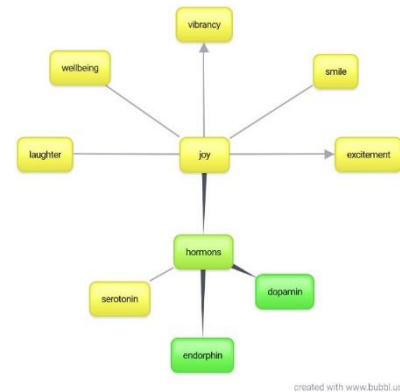 vibrancy
wellbeing
smile
laughter
joy
excitement
hormons
serotonin
dopamin
endorphin
created with www.bubbl.us